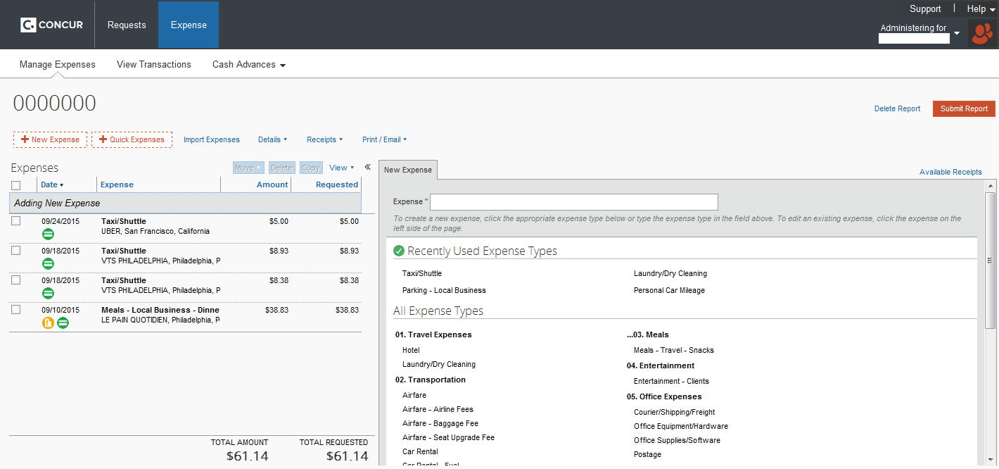 Support | Help
C. CONCUR Requests Expense
Administering for
Manage Expenses View Transactions Cash Advances
0000000
Delete Report Submit Report
+ New Expense + Quick Expenses Import Expenses Details Receipts Print / Email
Expenses Move Delete Copy View «
New Expense
Available Receipts
Date Expense Amount Requested
Adding New Expense
09/24/2015 Taxi/Shuttle $5.00 $5.00
UBER, San Francisco, California
09/18/2015 Taxi/Shuttle $8.93 $8.93
VTS PHILADELPHIA, Philadelphia, P
09/18/2015 Taxi/Shuttle $8.38 $8.38
VTS PHILADELPHIA, Philadelphia, P
09/10/2015 Meals - Local Business - Dinne $38.83 $38.83
LE PAIN QUOTIDIEN, Philadelphia, P
TOTAL AMOUNT TOTAL REQUESTED
$61.14 $61.14
Expense *
To create a new expense, click the appropriate expense type below or type the expense type in the field above. To edit an existing expense, click the expense on the
left side of the page.
Recently Used Expense Types
Taxi/Shuttle Laundry/Dry Cleaning
Parking - Local Business Personal Car Mileage
All Expense Types
01. Travel Expenses
Hotel
Laundry/Dry Cleaning
02. Transportation
Airfare
Airfare - Airline Fees
Airfare - Baggage Fee
Airfare - Seat Upgrade Fee
Car Rental
Car Rental - Fuel
...03. Meals
Meals - Travel - Snacks
04. Entertainment
Entertainment - Clients
05. Office Expenses
Courier/Shipping/Freight
Office Equipment/Hardware
Office Supplies/Software
Postage